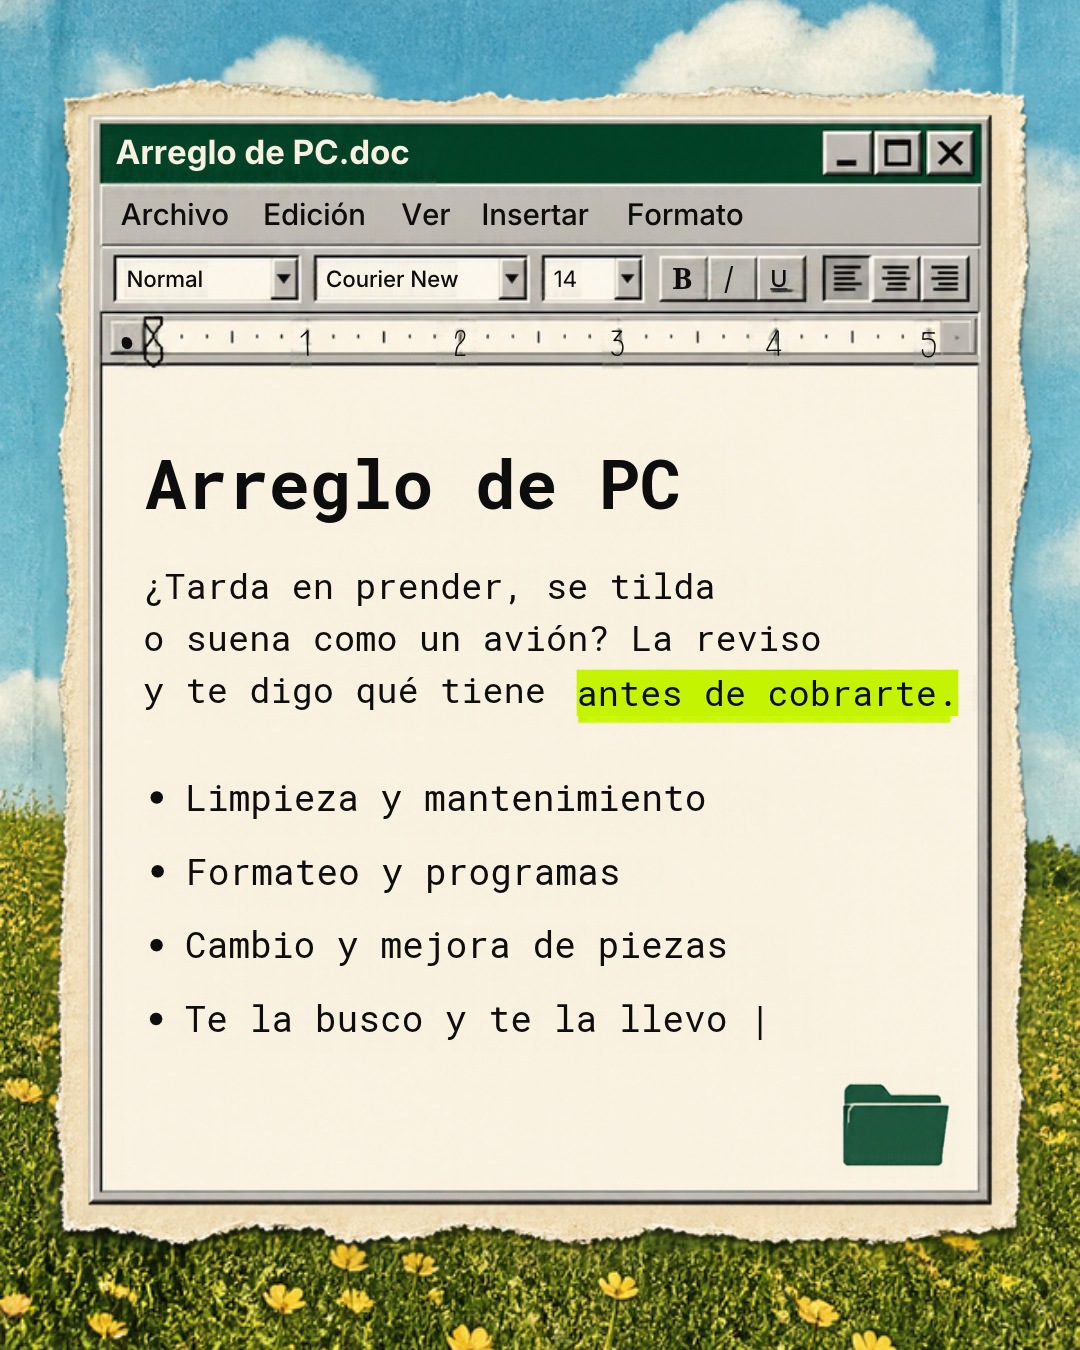 Arreglo de PC.doc
Archivo Edición Ver Insertar Formato
Normal Courier New 14 B / U
1 2 3 4 5
Arreglo de PC
¿Tarda en prender, se tilda
o suena como un avión? La reviso
y te digo qué tiene antes de cobrarte.
• Limpieza y mantenimiento
• Formateo y programas
• Cambio y mejora de piezas
• Te la busco y te la llevo |